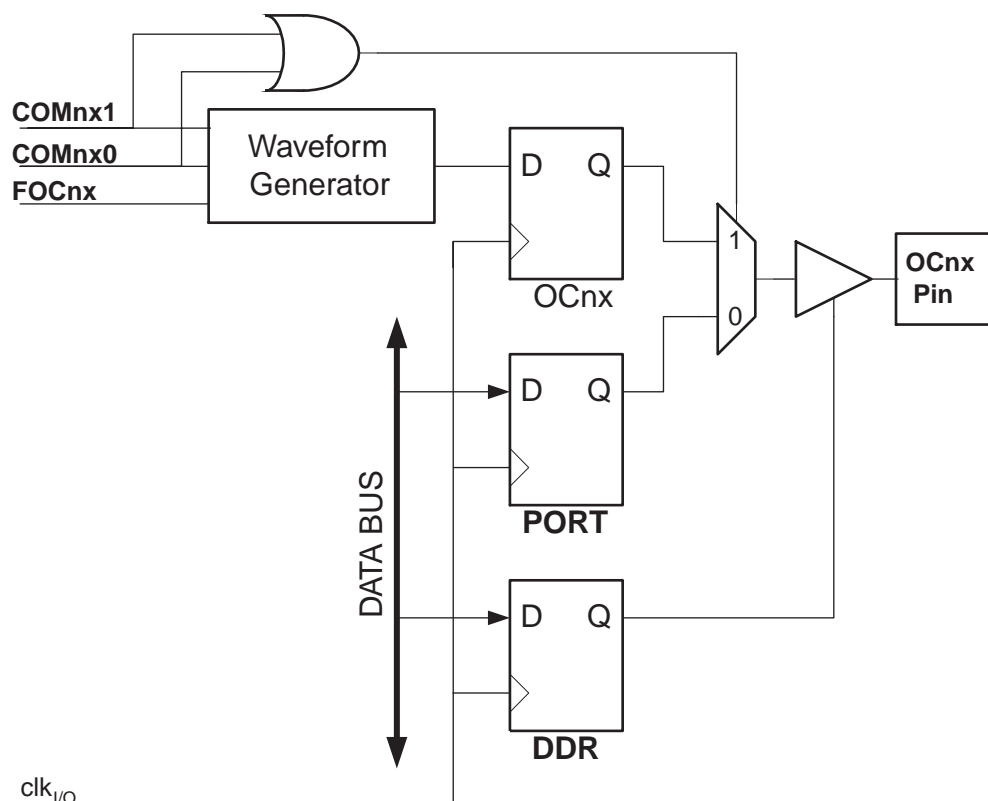 COMnx1
COMnx0
FOCnx
Waveform
Generator
D Q
OCnx
1
0
OCnx
Pin
D Q
PORT
DATA BUS
D Q
DDR
clkI/O